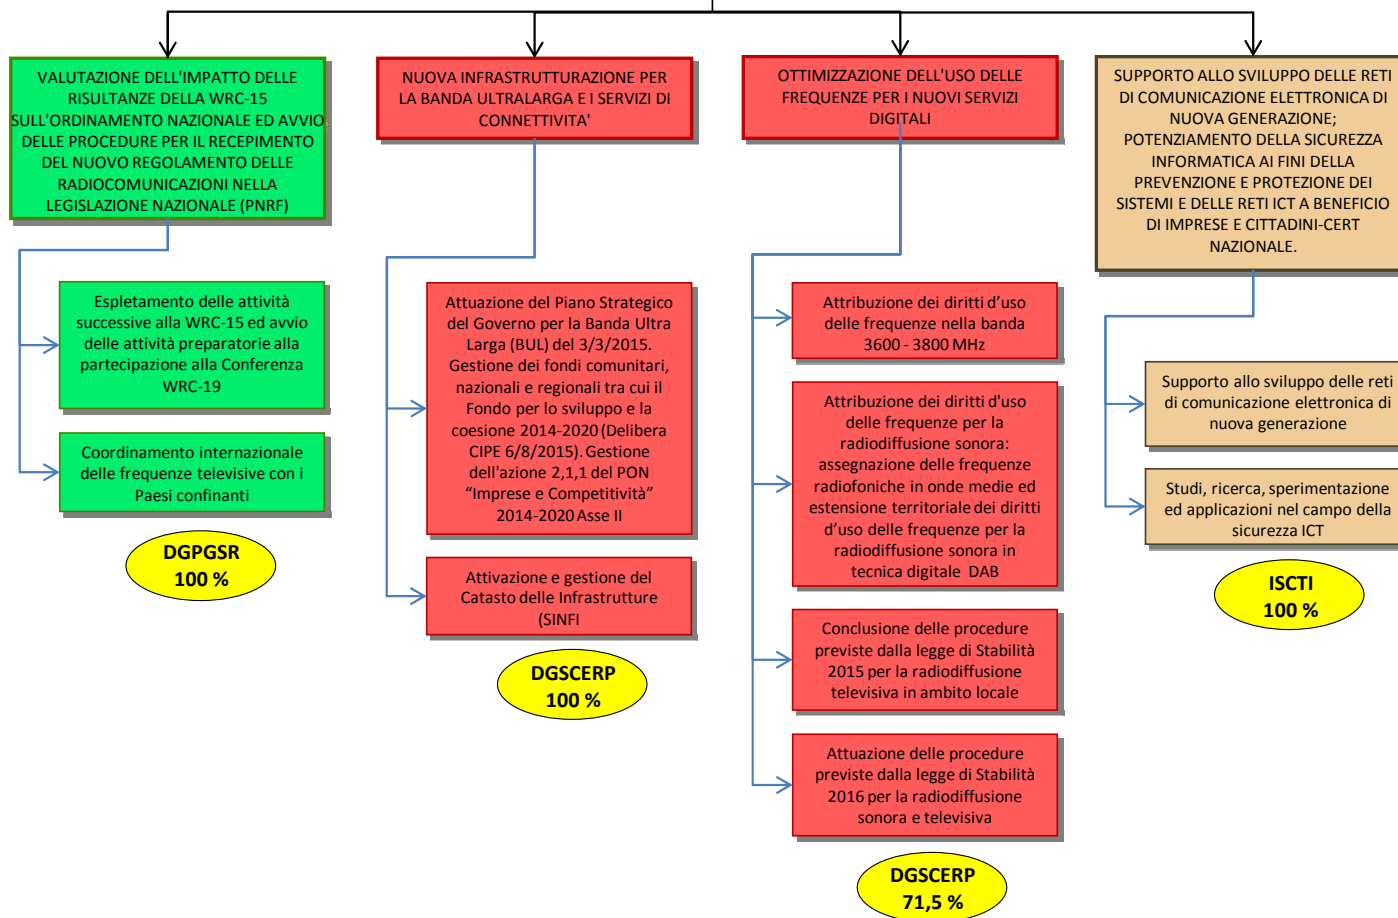 VALUTAZIONE DELL'IMPATTO DELLE
RISULTANZE DELLA WRC-15
SULL'ORDINAMENTO NAZIONALE ED AVVIO
DELLE PROCEDURE PER IL RECEPIMENTO
DEL NUOVO REGOLAMENTO DELLE
RADIOCOMUNICAZIONI NELLA
LEGISLAZIONE NAZIONALE (PNRF)
Espletamento delle attività
successive alla WRC-15 ed avvio
delle attività preparatorie alla
partecipazione alla Conferenza
WRC-19
Coordinamento internazionale
delle frequenze televisive con i
Paesi confinanti
DGPGSR
100 %
NUOVA INFRASTRUTTURAZIONE PER
LA BANDA ULTRALARGA E I SERVIZI DI
CONNETTIVITA'
Attuazione del Piano Strategico
del Governo per la Banda Ultra
Larga (BUL) del 3/3/2015.
Gestione dei fondi comunitari,
nazionali e regionali tra cui il
Fondo per lo sviluppo e la
coesione 2014-2020 (Delibera
CIPE 6/8/2015). Gestione
dell'azione 2,1,1 del PON
“Imprese e Competitività”
2014-2020 Asse II
Attivazione e gestione del
Catasto delle Infrastrutture
(SINFI
DGSCERP
100 %
OTTIMIZZAZIONE DELL'USO DELLE
FREQUENZE PER I NUOVI SERVIZI
DIGITALI
Attribuzione dei diritti d’uso
delle frequenze nella banda
3600 - 3800 MHz
Attribuzione dei diritti d'uso
delle frequenze per la
radiodiffusione sonora:
assegnazione delle frequenze
radiofoniche in onde medie ed
estensione territoriale dei diritti
d’uso delle frequenze per la
radiodiffusione sonora in
tecnica digitale DAB
Conclusione delle procedure
previste dalla legge di Stabilità
2015 per la radiodiffusione
televisiva in ambito locale
Attuazione delle procedure
previste dalla legge di Stabilità
2016 per la radiodiffusione
sonora e televisiva
DGSCERP
71,5 %
SUPPORTO ALLO SVILUPPO DELLE RETI
DI COMUNICAZIONE ELETTRONICA DI
NUOVA GENERAZIONE;
POTENZIAMENTO DELLA SICUREZZA
INFORMATICA AI FINI DELLA
PREVENZIONE E PROTEZIONE DEI
SISTEMI E DELLE RETI ICT A BENEFICIO
DI IMPRESE E CITTADINI-CERT
NAZIONALE.
Supporto allo sviluppo delle reti
di comunicazione elettronica di
nuova generazione
Studi, ricerca, sperimentazione
ed applicazioni nel campo della
sicurezza ICT
ISCTI
100 %